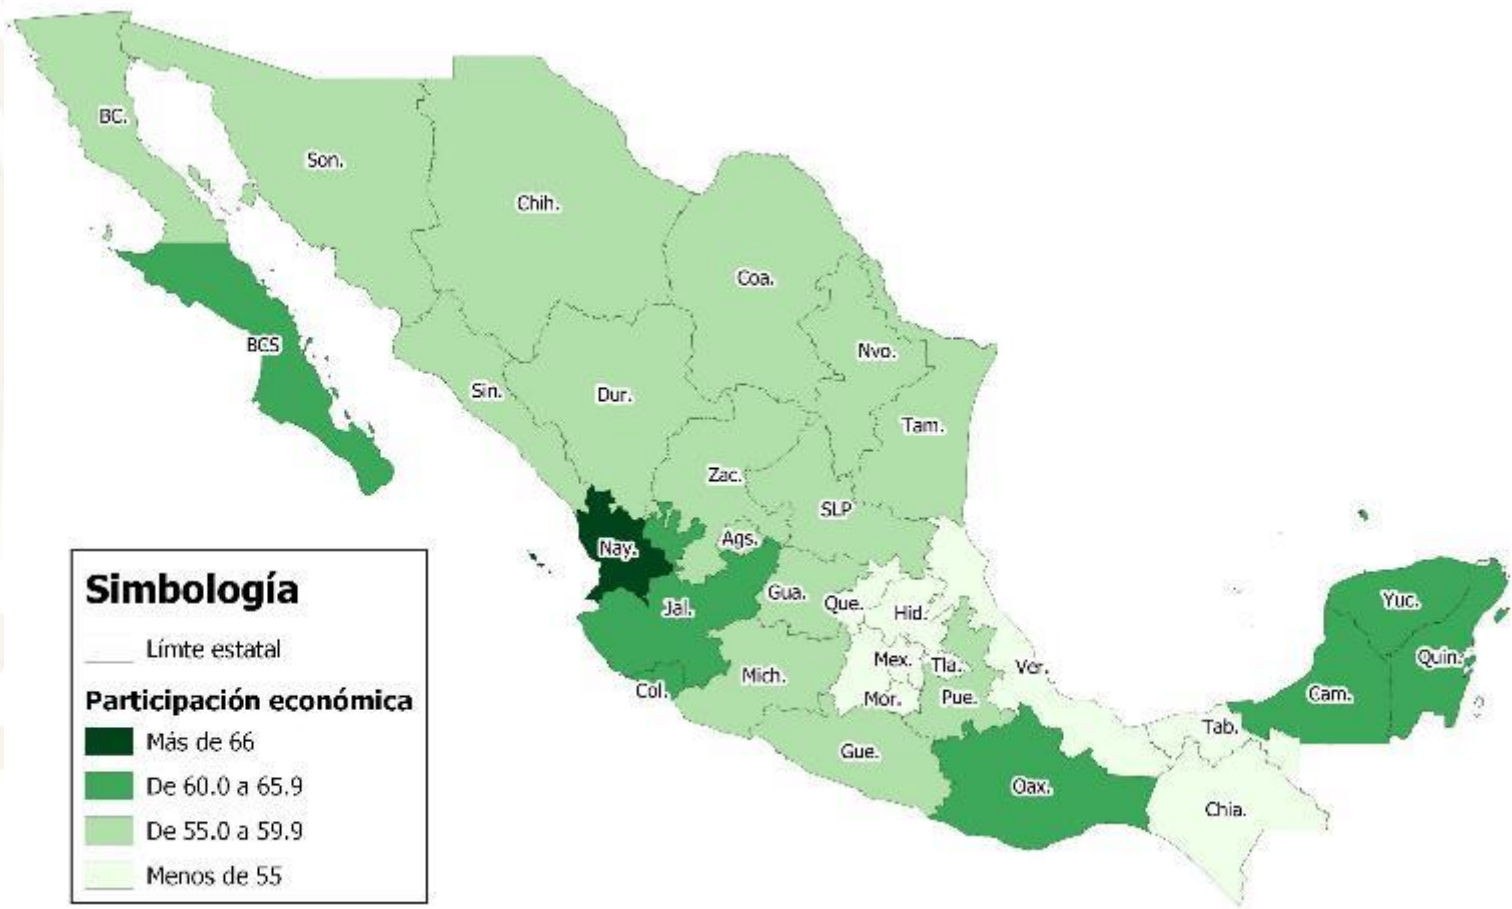 BC.
Son.
Chih.
Coa.
BCS
Nvo.
Sin.
Dur.
Tam.
Zac.
SLP
Ags.
Nay.
Gua.
Jal.
Que.
Hid.
Yuc.
Mex.
Tla.
Ver.
Quin.
Mich.
Col.
Mor.
Pue.
Cam.
Tab.
Gue.
Oax.
Chia.
Simbología
Límte estatal
Participación económica
Más de 66
De 60.0 a 65.9
De 55.0 a 59.9
Menos de 55